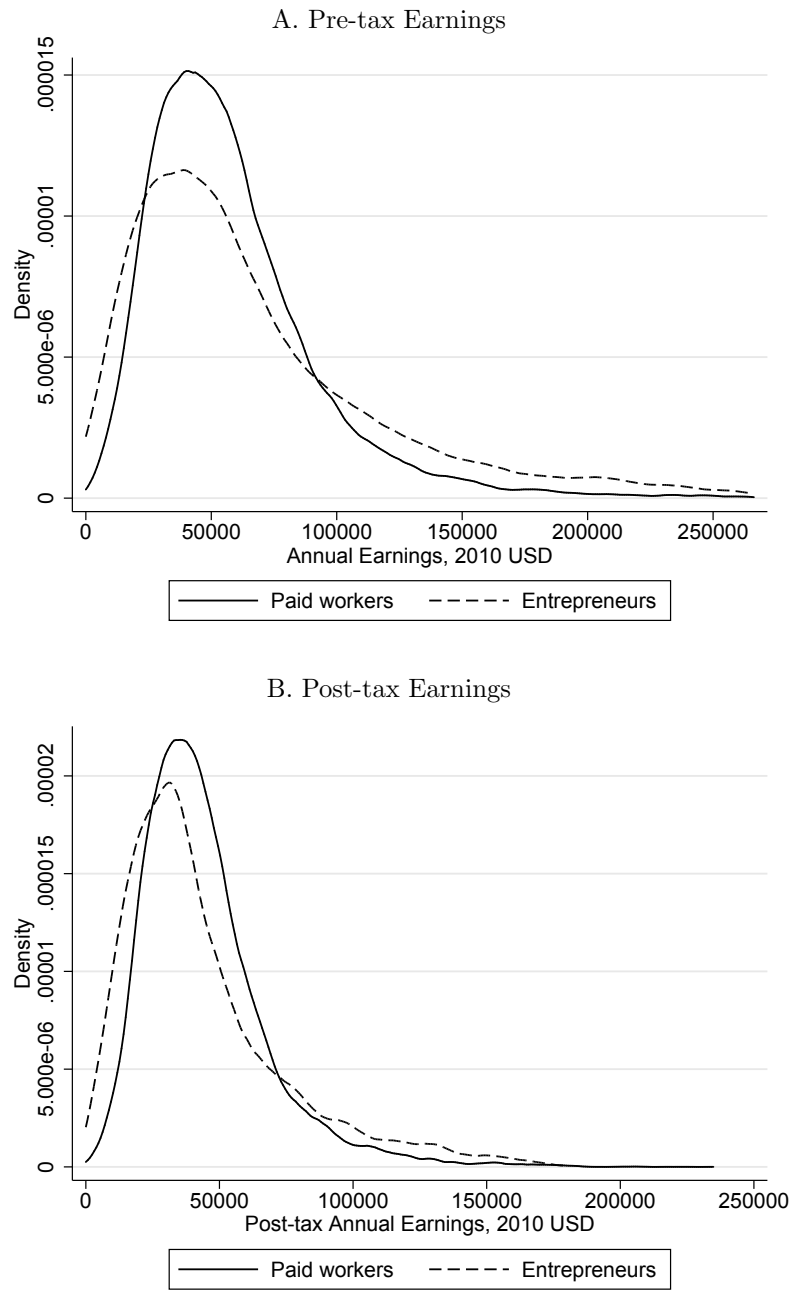 A. Pre-tax Earnings
.000015
.00001
5.000e-06
0
Density
0 50000 100000 150000 200000 250000
Annual Earnings, 2010 USD
Paid workers Entrepreneurs
B. Post-tax Earnings
.00002
.000015
.00001
5.000e-06
0
Density
0 50000 100000 150000 200000 250000
Post-tax Annual Earnings, 2010 USD
Paid workers Entrepreneurs